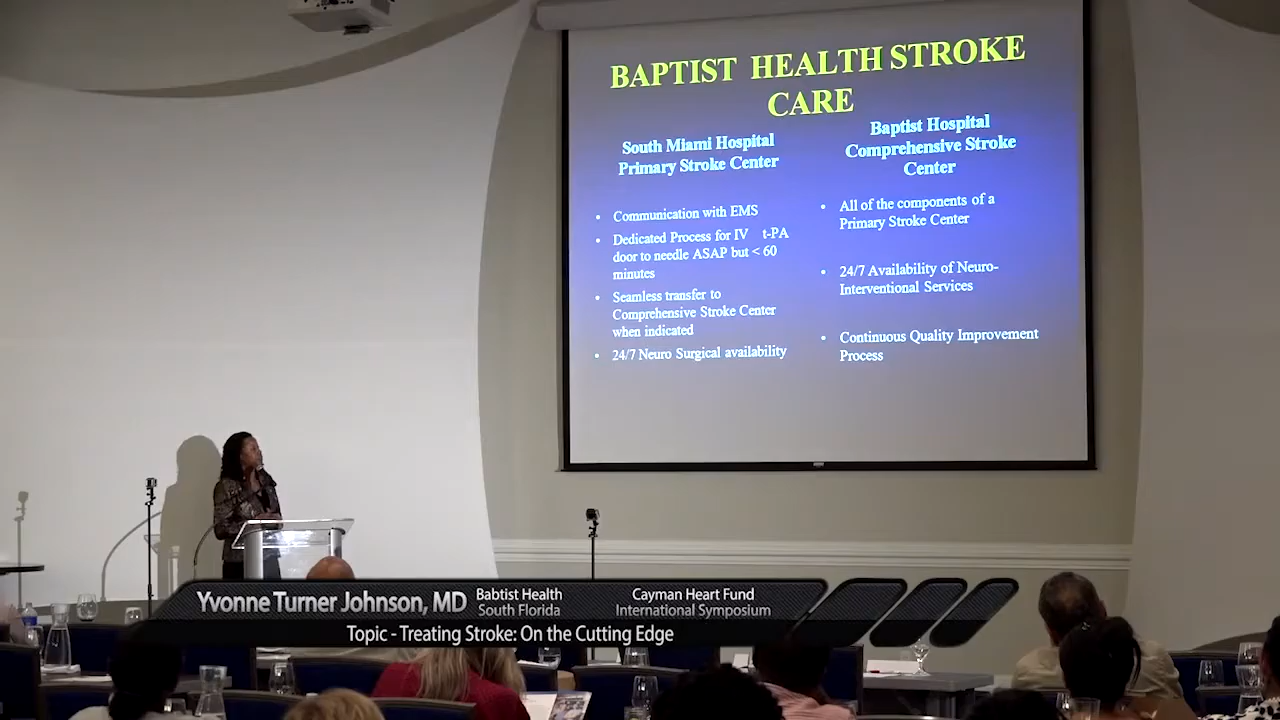 BAPTIST HEALTH STROKE
CARE
South Miami Hospital
Primary Stroke Center
• Communication with EMS
• Dedicated Process for IV t-PA
door to needle ASAP but < 60
minutes
• Seamless transfer to
Comprehensive Stroke Center
when indicated
• 24/7 Neuro Surgical availability
Baptist Hospital
Comprehensive Stroke
Center
• All of the components of a
Primary Stroke Center
• 24/7 Availability of Neuro-
Interventional Services
• Continuous Quality Improvement
Process
Yvonne Turner Johnson, MD
Babtist Health
South Florida
Cayman Heart Fund
International Symposium
Topic - Treating Stroke: On the Cutting Edge